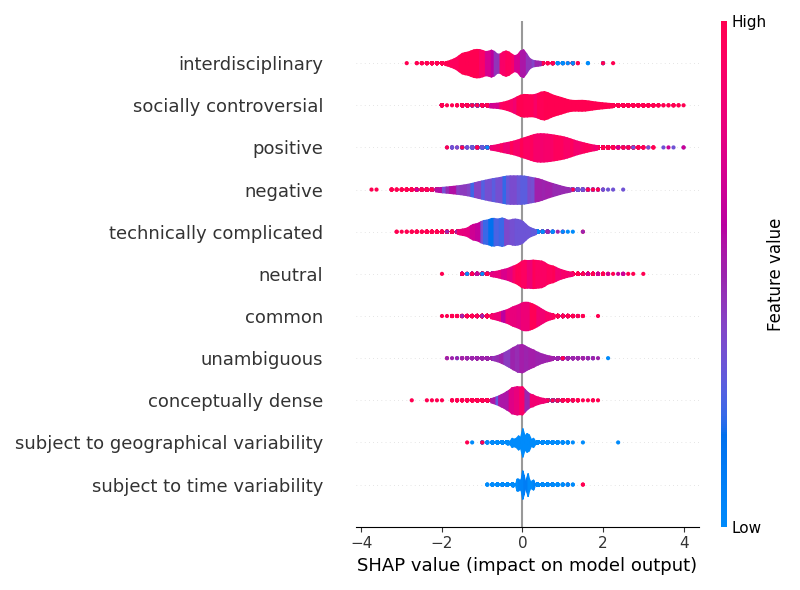 High
interdisciplinary
socially controversial
positive
negative
technically complicated
neutral
common
unambiguous
conceptually dense
subject to geographical variability
subject to time variability
Feature value
Low
−4 −2 0 2 4
SHAP value (impact on model output)